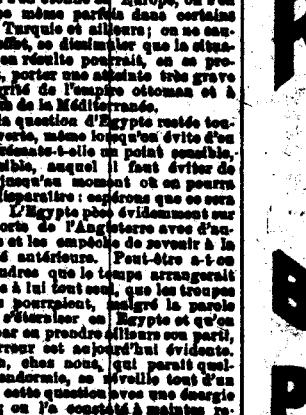 de même parfois dans certains
Turquie et ailleurs ; on ne sau-
effet, se dissimuler que la situa-
en résulte pourrait, en se pro-
, porter une atteinte très grave
grité de l'empire ottoman et à
de la Méditerranée.
la question d'Egypte restée tou-
verte, même lorsqu'on évite d'en
présente-t-elle un point sensible,
sible, auquel il faut éviter de
jusqu'au moment où on pourra
disparaître : espérons que ce sera
L'Egypte pèse évidemment sur
de l'Angleterre avec d'au-
et les empêche de revenir à la
antérieure. Peut-être a-t-on
ndres que le temps arrangerait
à lui tout seul, que les troupes
pourraient, malgré la parole
s'éterniser en Egypte et qu'on
par en prendre ailleurs son parti,
rreur est aujourd'hui évidente.
n, chez nous, qui paraît quel-
endormie, se réveille tout d'un
cette question avec une énergie
on l'a constaté à maintes re-